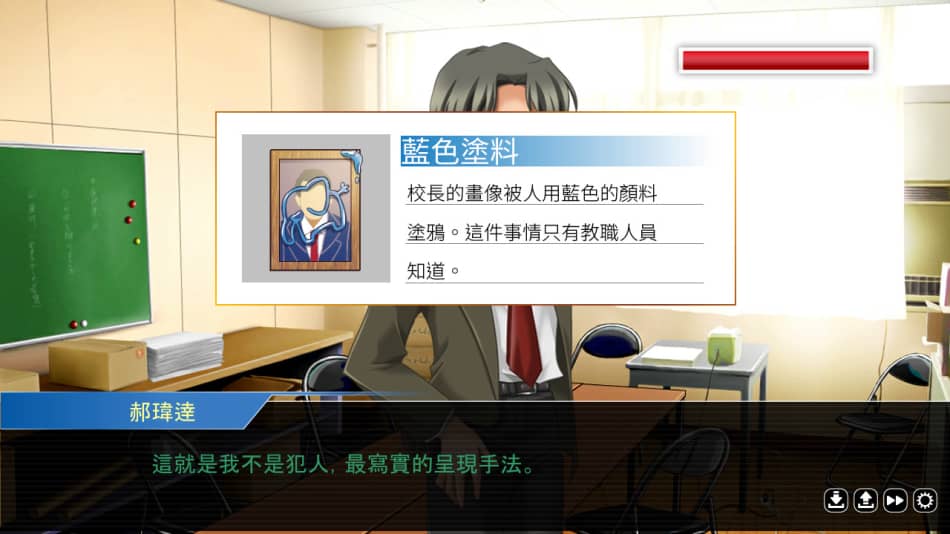 藍色塗料
校長的畫像被人用藍色的顏料
塗鴉。這件事情只有教職人員
知道。
郝瑋達
這就是我不是犯人, 最寫實的呈現手法。